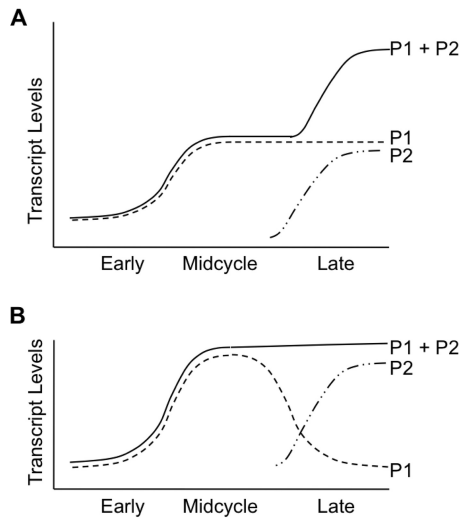 A
Transcript Levels
P1 + P2
P1
P2
Early Midcycle Late
B
Transcript Levels
P1 + P2
P2
P1
Early Midcycle Late